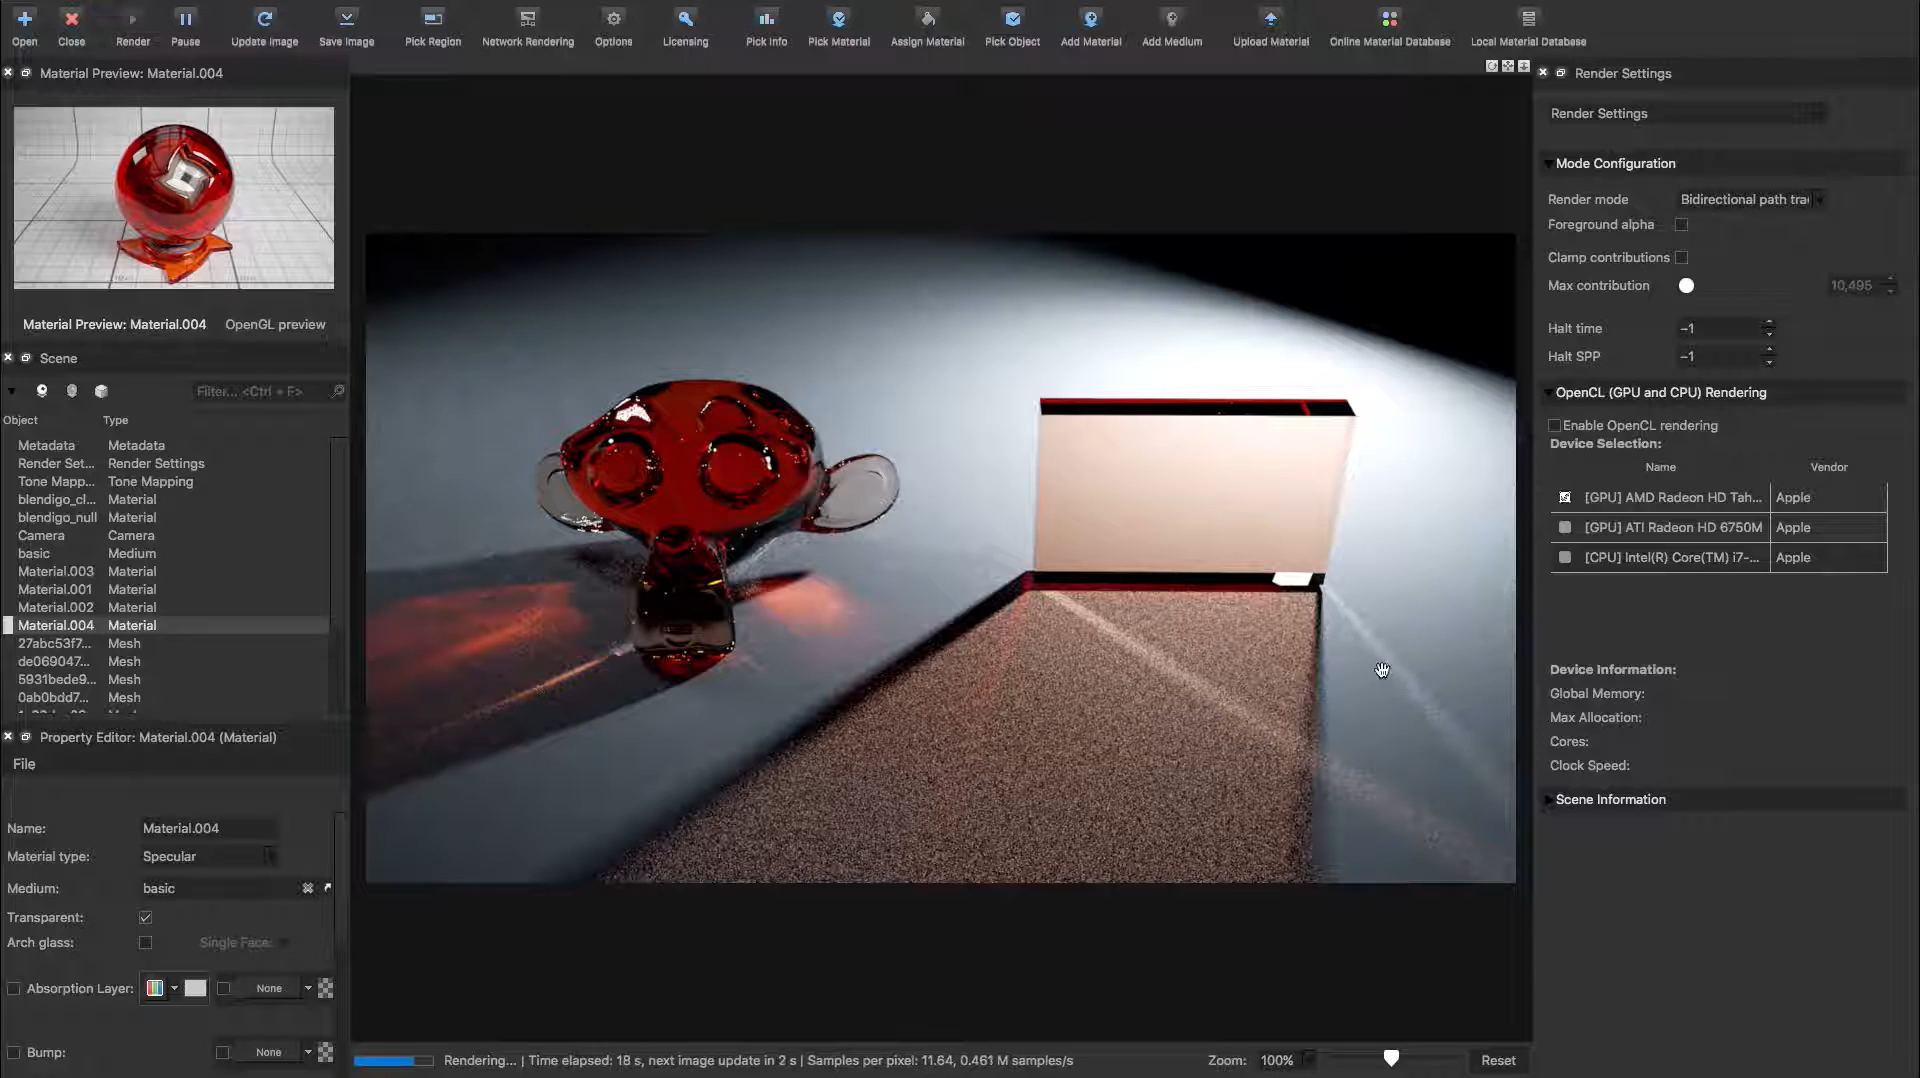 Open Close Render Pause Update Image Save Image Pick Region Network Rendering Options Licensing Pick Info Pick Material Assign Material Pick Object Add Material Add Medium Upload Material Online Material Database Local Material Database
Material Preview: Material.004
Material Preview: Material.004 OpenGL preview
Scene
Filter... <Ctrl + F>
Object Type
Metadata Metadata
Render Set... Render Settings
Tone Mapp... Tone Mapping
blendigo_cl... Material
blendigo_null Material
Camera Camera
basic Medium
Material.003 Material
Material.001 Material
Material.002 Material
Material.004 Material
27abc53f7... Mesh
de069047... Mesh
5931bede9... Mesh
0ab0bdd7... Mesh
Property Editor: Material.004 (Material)
File
Name: Material.004
Material type: Specular
Medium: basic
Transparent:
Arch glass: Single Face:
Absorption Layer: None
Bump: None
Rendering... | Time elapsed: 18 s, next image update in 2 s | Samples per pixel: 11.64, 0.461 M samples/s
Zoom: 100% Reset
Render Settings
Render Settings
Mode Configuration
Render mode Bidirectional path tra
Foreground alpha
Clamp contributions
Max contribution 10,495
Halt time -1
Halt SPP -1
OpenCL (GPU and CPU) Rendering
Enable OpenCL rendering
Device Selection:
Name Vendor
[GPU] AMD Radeon HD Tah... Apple
[GPU] ATI Radeon HD 6750M Apple
[CPU] Intel(R) Core(TM) i7-... Apple
Device Information:
Global Memory:
Max Allocation:
Cores:
Clock Speed:
Scene Information